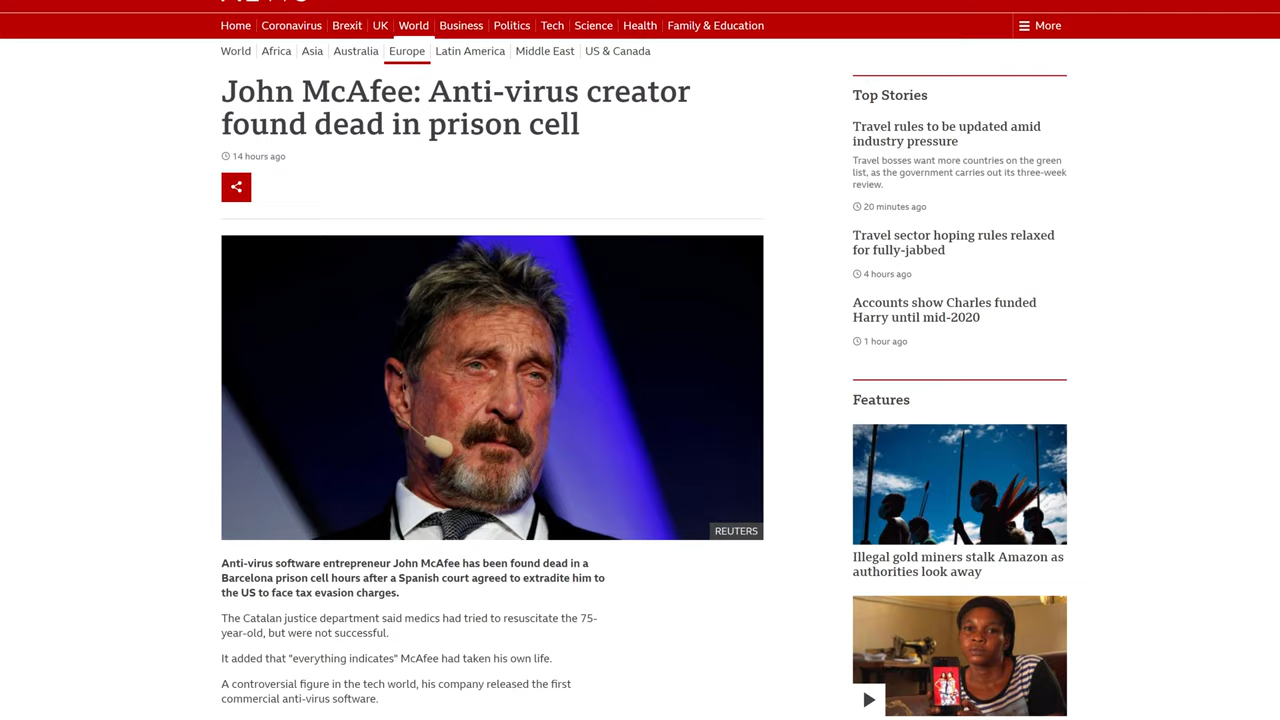 Home Coronavirus Brexit UK World Business Politics Tech Science Health Family & Education More
World Africa Asia Australia Europe Latin America Middle East US & Canada
John McAfee: Anti-virus creator
found dead in prison cell
14 hours ago
REUTERS
Anti-virus software entrepreneur John McAfee has been found dead in a
Barcelona prison cell hours after a Spanish court agreed to extradite him to
the US to face tax evasion charges.
The Catalan justice department said medics had tried to resuscitate the 75-
year-old, but were not successful.
It added that "everything indicates" McAfee had taken his own life.
A controversial figure in the tech world, his company released the first
commercial anti-virus software.
Top Stories
Travel rules to be updated amid
industry pressure
Travel bosses want more countries on the green
list, as the government carries out its three-week
review.
20 minutes ago
Travel sector hoping rules relaxed
for fully-jabbed
4 hours ago
Accounts show Charles funded
Harry until mid-2020
1 hour ago
Features
Illegal gold miners stalk Amazon as
authorities look away